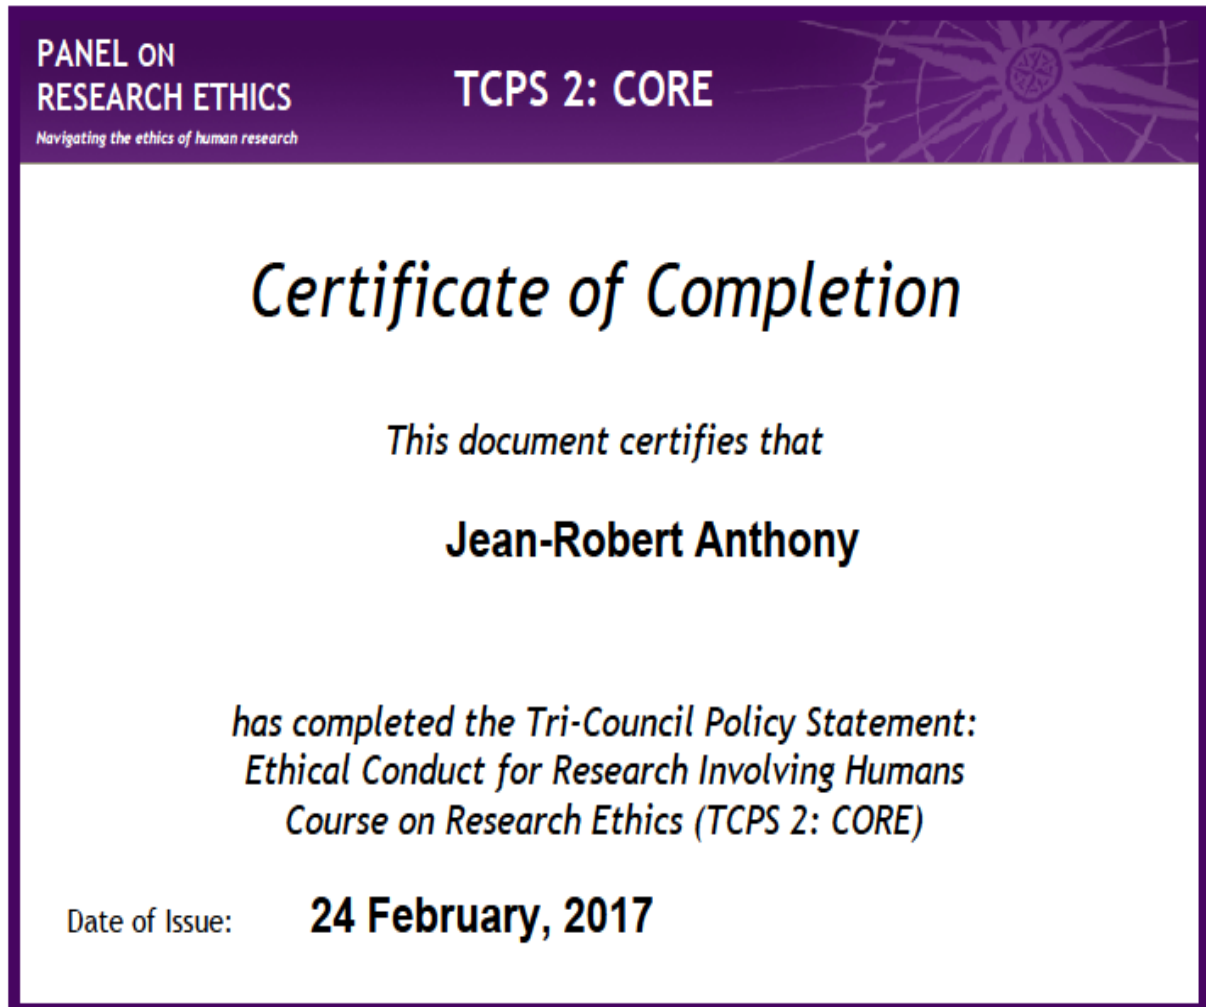 PANEL ON
RESEARCH ETHICS
Navigating the ethics of human research
TCPS 2: CORE
Certificate of Completion
This document certifies that
Jean-Robert Anthony
has completed the Tri-Council Policy Statement:
Ethical Conduct for Research Involving Humans
Course on Research Ethics (TCPS 2: CORE)
Date of Issue: 24 February, 2017